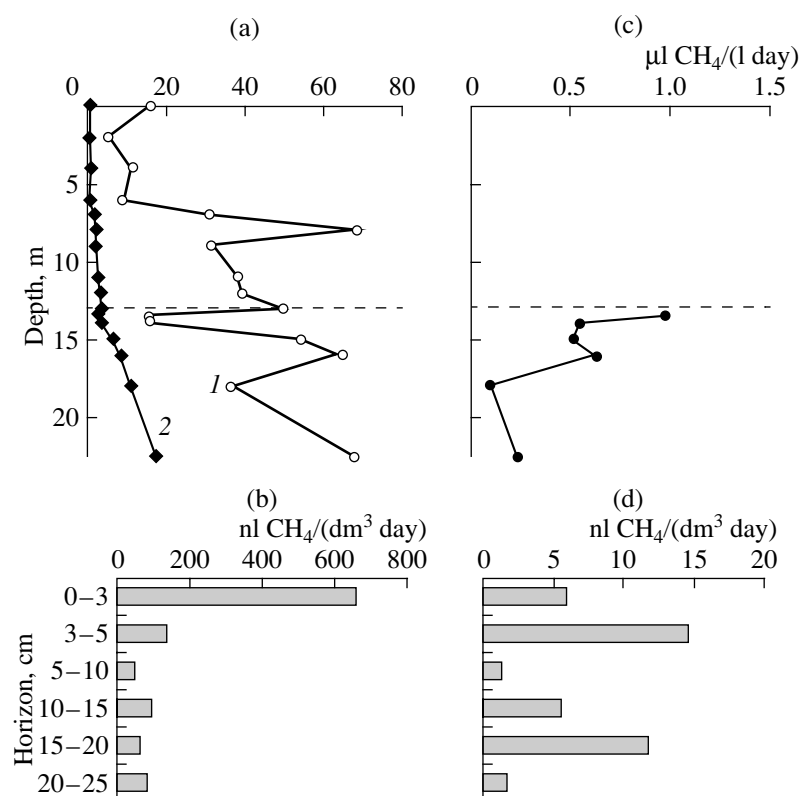 (a)
(c)
µl CH4/(l day)
0 20 40 60 80
0 0.5 1.0 1.5
5
10
15
20
Depth, m
1
2
(b)
(d)
nl CH4/(dm³ day)
nl CH4/(dm³ day)
0 200 400 600 800
0 5 10 15 20
0–3
3–5
5–10
10–15
15–20
20–25
Horizon, cm